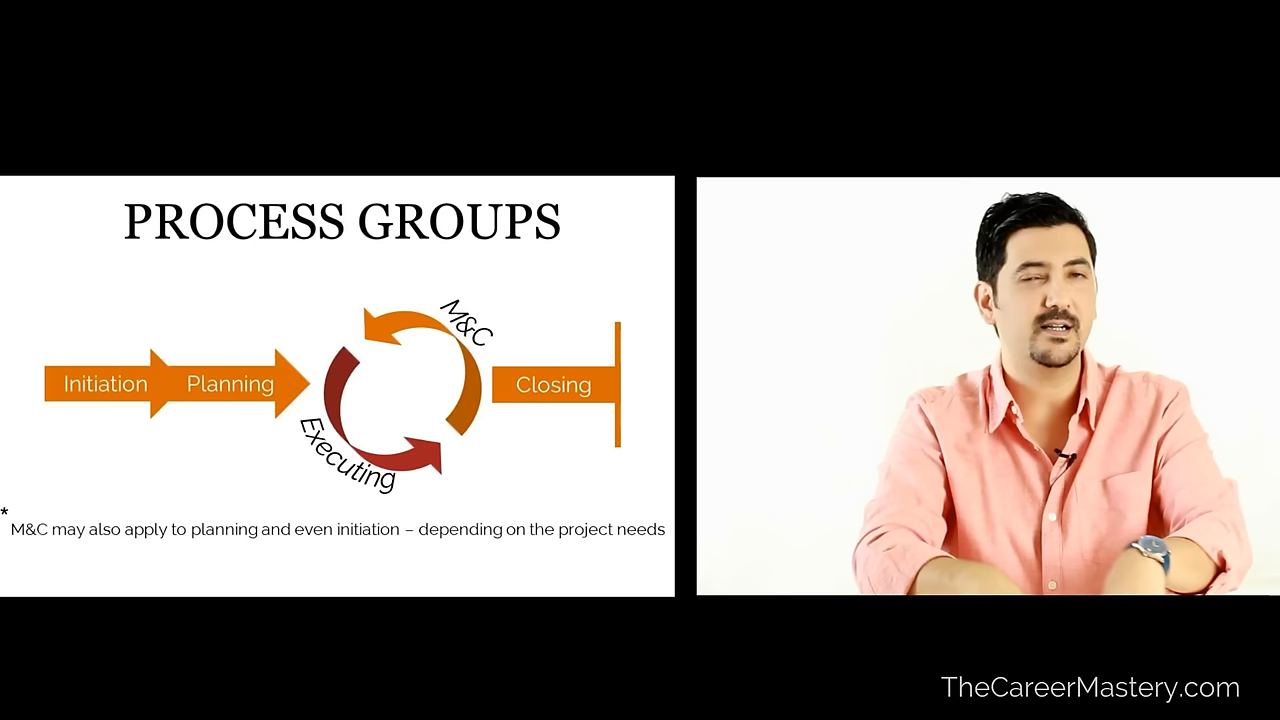 PROCESS GROUPS
M&C
Initiation
Planning
Closing
Executing
*
M&C may also apply to planning and even initiation – depending on the project needs
TheCareerMastery.com